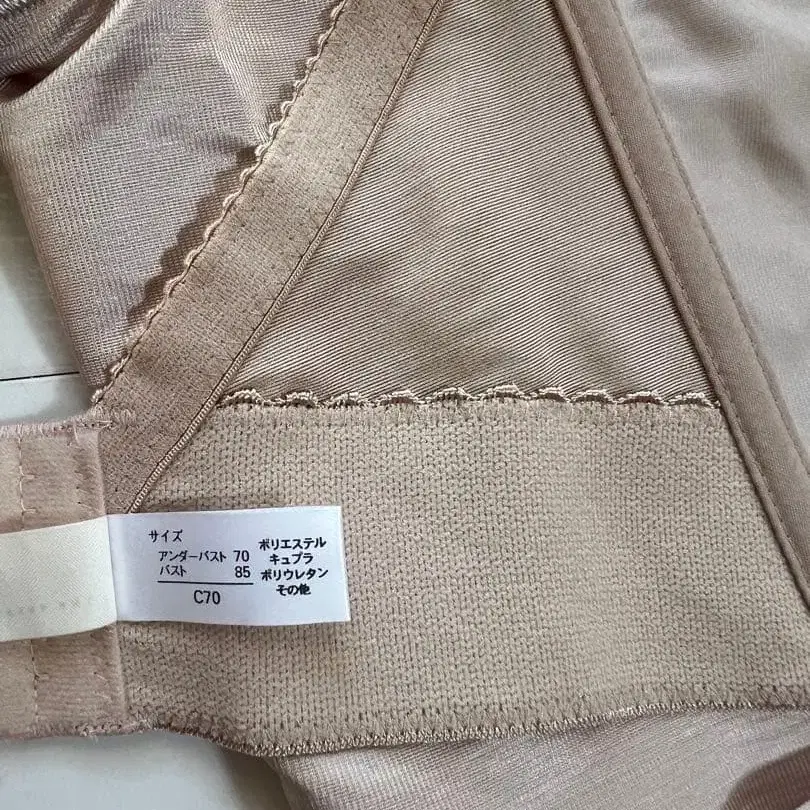 サイズ
アンダーバスト 70
バスト 85
C70
ポリエステル
キュプラ
ポリウレタン
その他